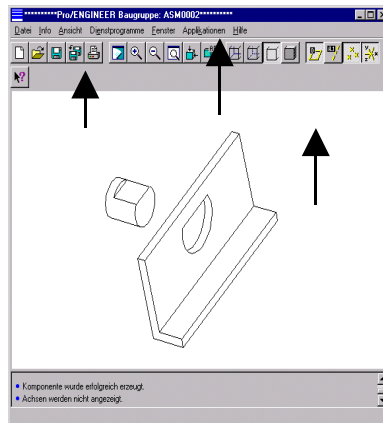 **********Pro/ENGINEER Baugruppe: ASM0002**********
Datei Info Ansicht Dienstprogramme Fenster Applikationen Hilfe
Komponente wurde erfolgreich erzeugt.
Achsen werden nicht angezeigt.